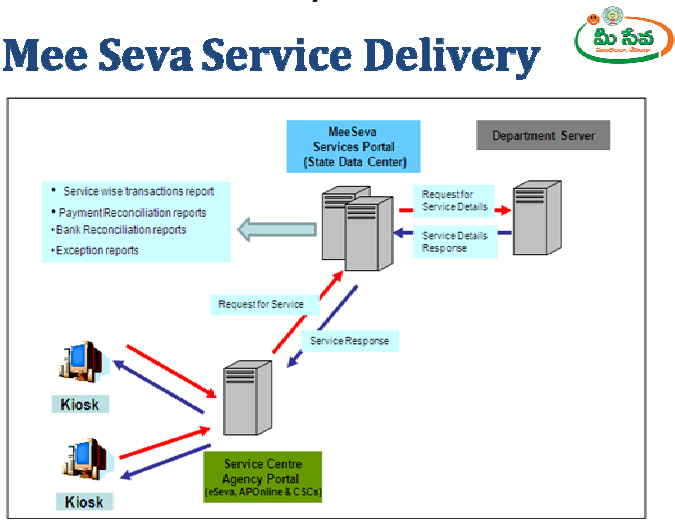 Mee Seva Service Delivery
మీ సేవ
MeeSeva
Services Portal
(State Data Center)
Department Server
• Service wise transactions report
• Payment Reconciliation reports
• Bank Reconciliation reports
• Exception reports
Request for
Service Details
Service Details
Response
Request for Service
Service Response
Kiosk
Kiosk
Service Centre
Agency Portal
(eSeva, APOnline & CSCs)